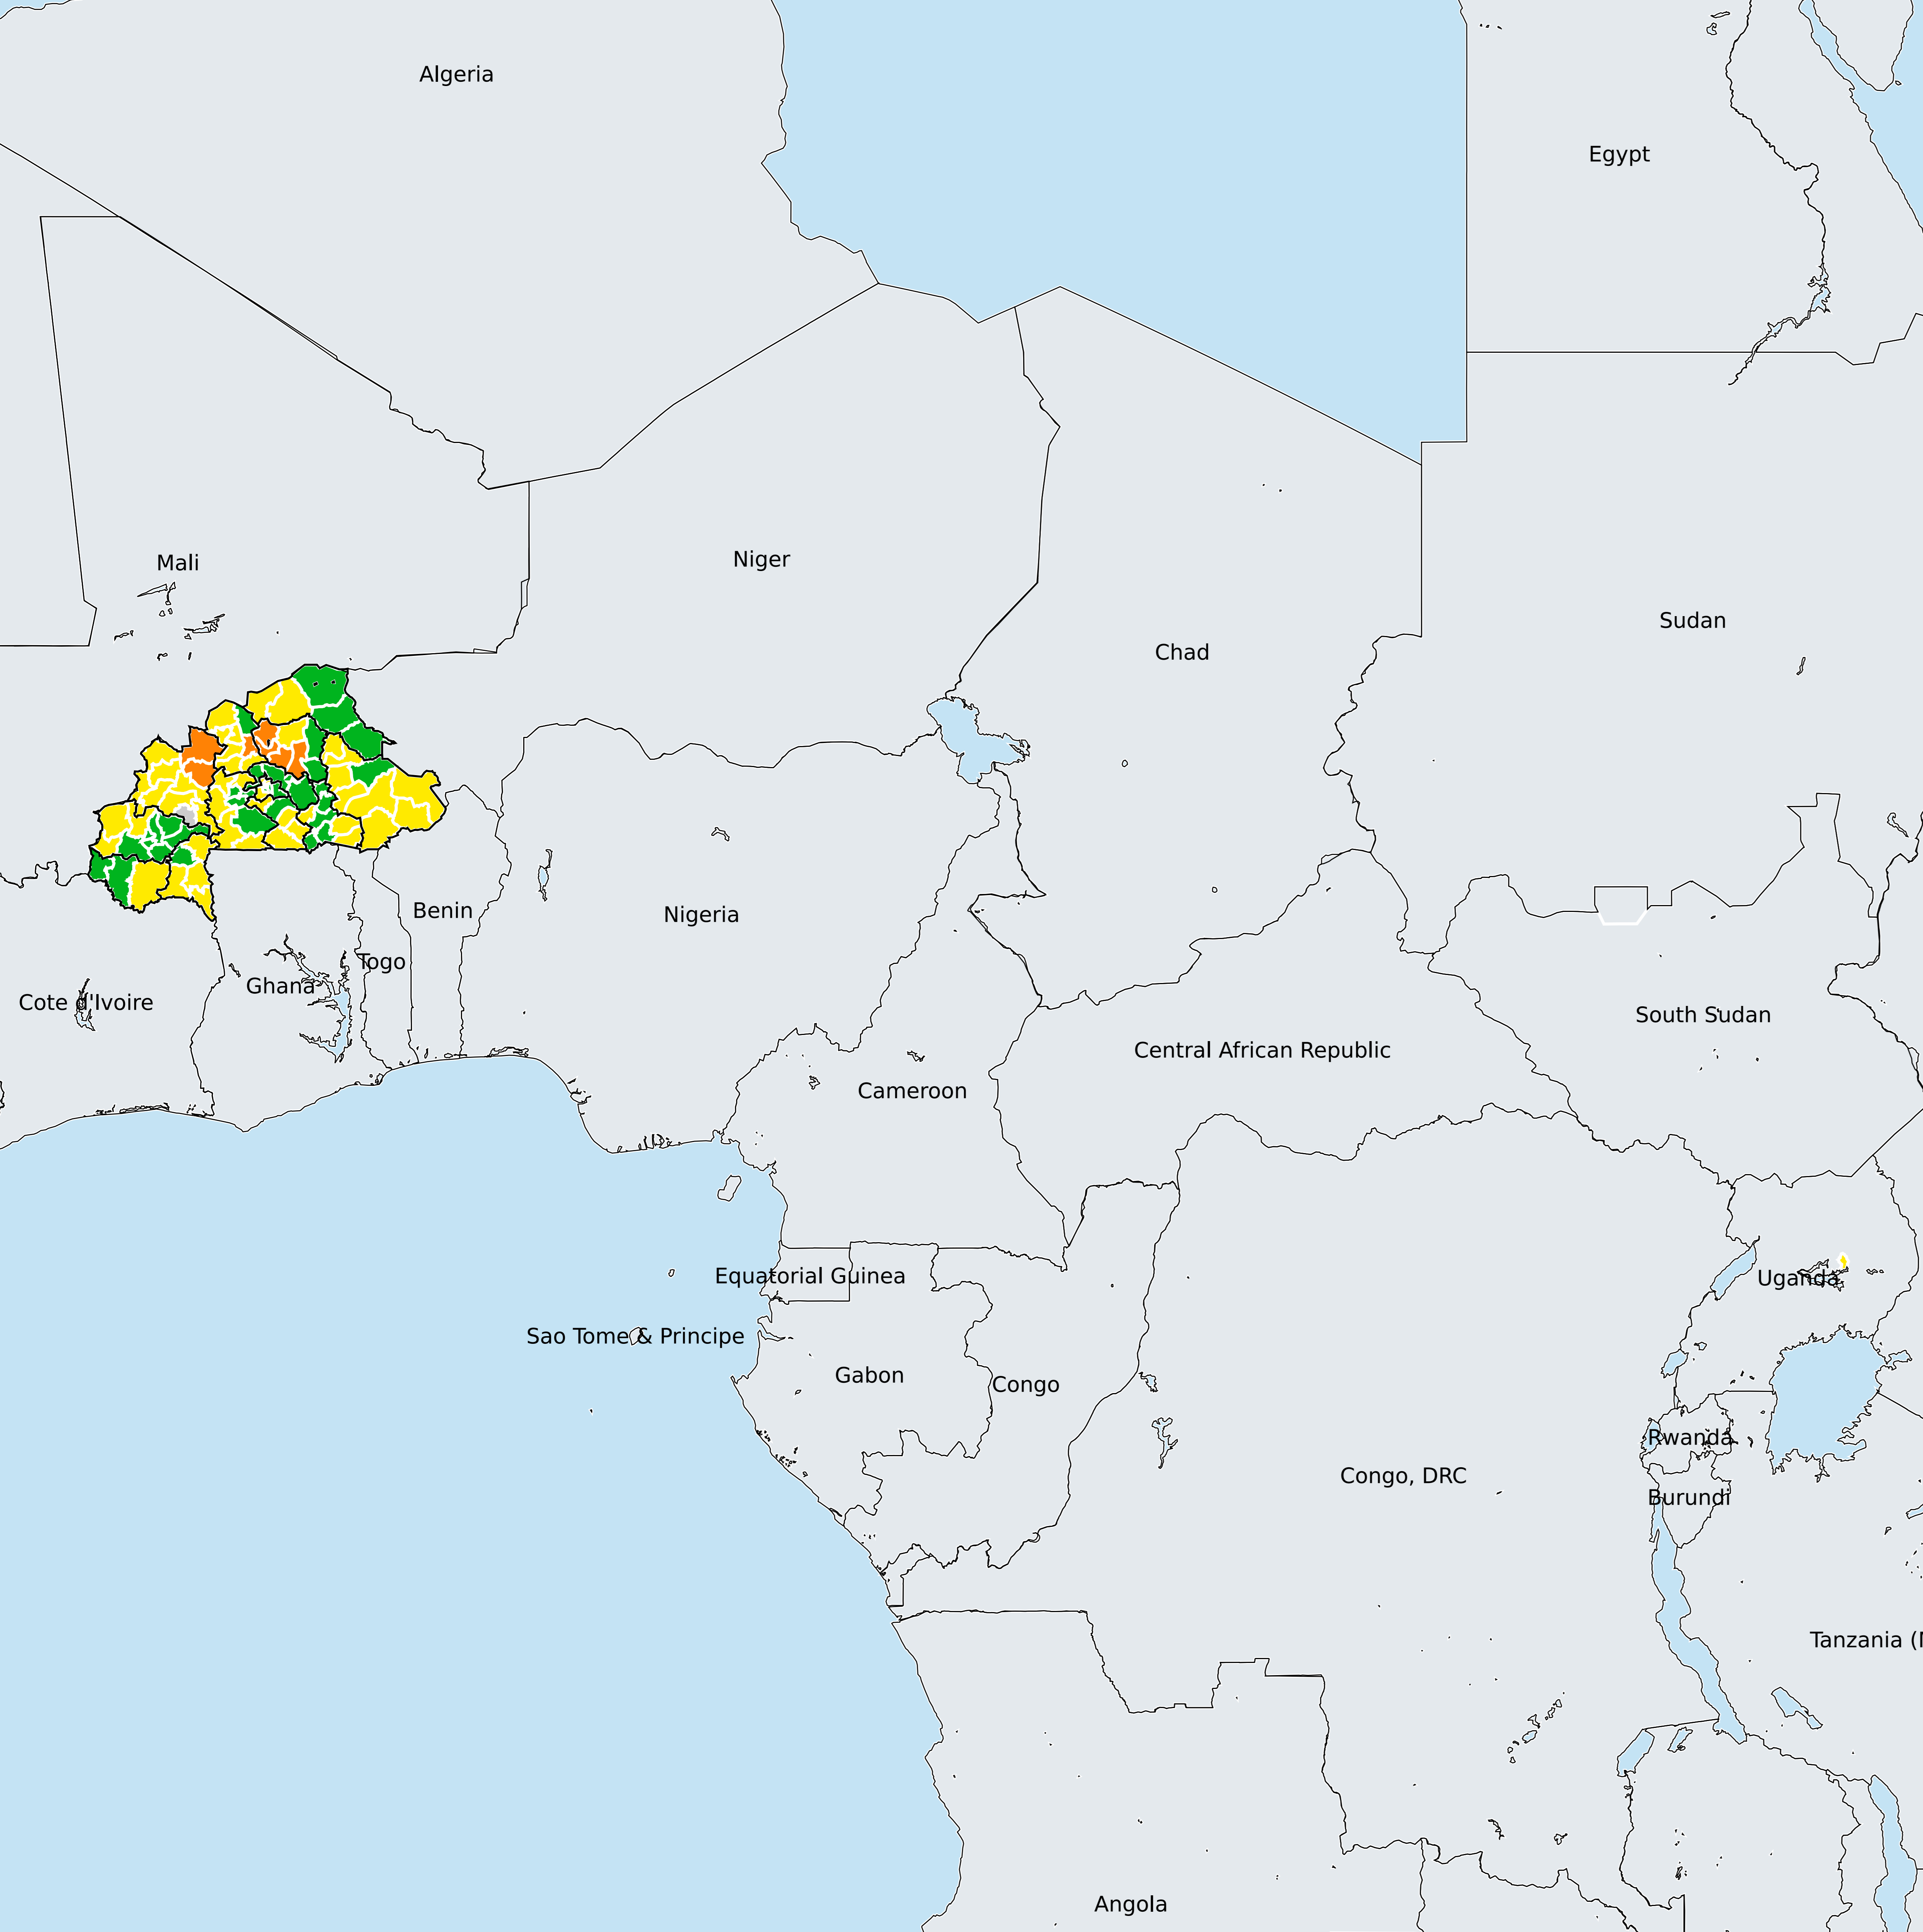 Algeria
Egypt
Mali
Niger
Sudan
Chad
Benin
Nigeria
Togo
Ghana
Cote d'Ivoire
South Sudan
Central African Republic
Cameroon
Equatorial Guinea
Uganda
Sao Tome & Principe
Gabon
Congo
Rwanda
Congo, DRC
Burundi
Tanzania (
Angola